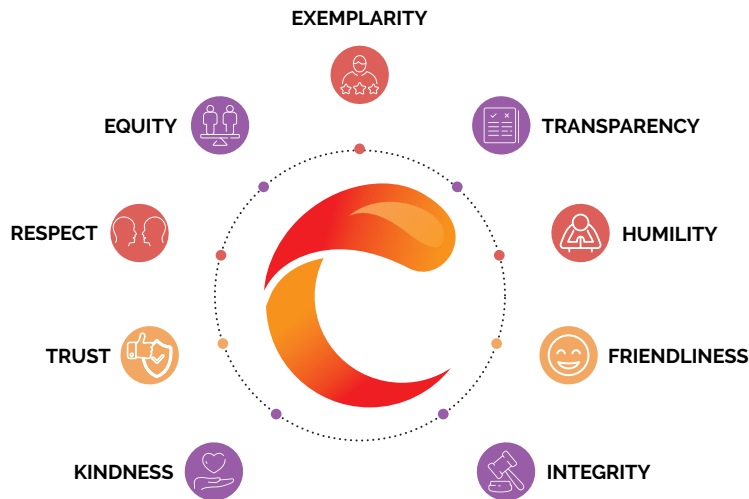 EXEMPLARITY
EQUITY
TRANSPARENCY
RESPECT
HUMILITY
TRUST
FRIENDLINESS
KINDNESS
INTEGRITY